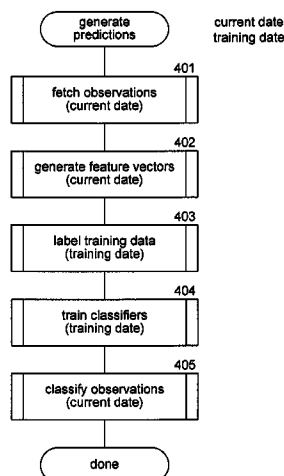 generate
predictions
current date
training date
401
fetch observations
(current date)
402
generate feature vectors
(current date)
403
label training data
(training date)
404
train classifiers
(training date)
405
classify observations
(current date)
done